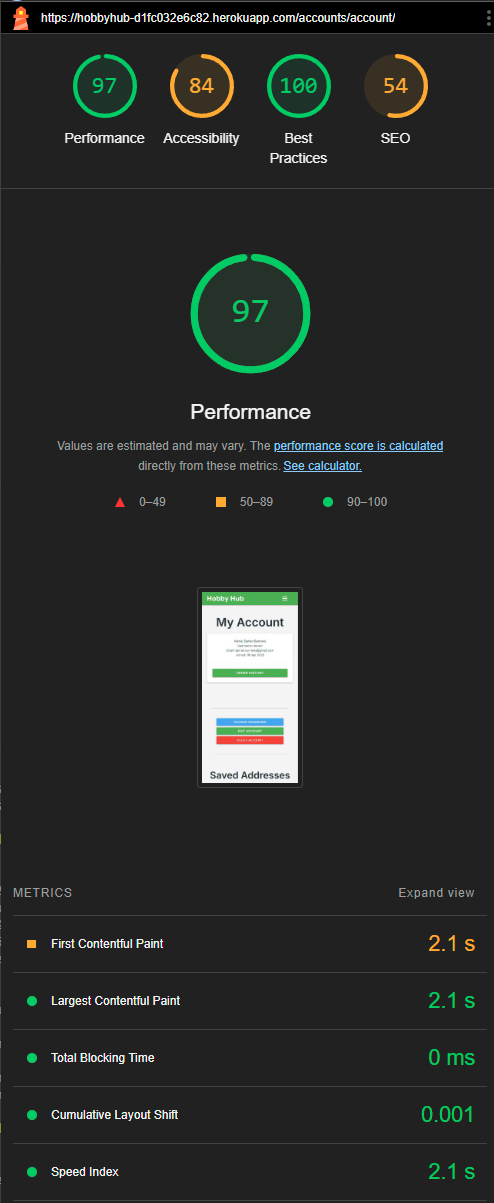 https://hobbyhub-d1fc032e6c82.herokuapp.com/accounts/account/
97
84
100
54
Performance
Accessibility
Best
Practices
SEO
97
Performance
Values are estimated and may vary. The performance score is calculated
directly from these metrics. See calculator.
0–49
50–89
90–100
Hobby Hub
My Account
Saved Addresses
METRICS
Expand view
First Contentful Paint
2.1 s
Largest Contentful Paint
2.1 s
Total Blocking Time
0 ms
Cumulative Layout Shift
0.001
Speed Index
2.1 s